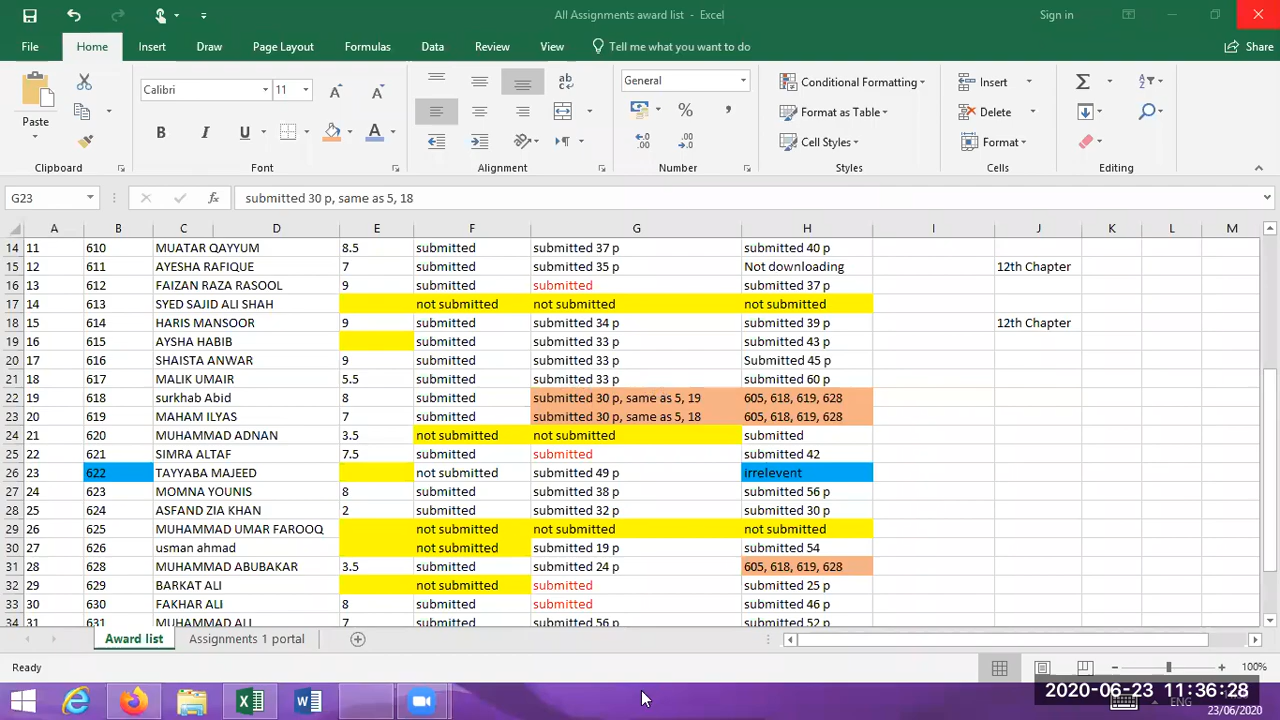 All Assignments award list - Excel
Sign in
File Home Insert Draw Page Layout Formulas Data Review View Tell me what you want to do Share
Paste
Calibri 11
B I U A
General
Conditional Formatting
Format as Table
Cell Styles
Insert
Delete
Format
Clipboard Font Alignment Number Styles Cells Editing
G23 fx submitted 30 p, same as 5, 18
A B C D E F G H I J K L M
14 11 610 MUATAR QAYYUM 8.5 submitted submitted 37 p submitted 40 p
15 12 611 AYESHA RAFIQUE 7 submitted submitted 35 p Not downloading 12th Chapter
16 13 612 FAIZAN RAZA RASOOL 9 submitted submitted submitted 37 p
17 14 613 SYED SAJID ALI SHAH not submitted not submitted not submitted
18 15 614 HARIS MANSOOR 9 submitted submitted 34 p submitted 39 p 12th Chapter
19 16 615 AYSHA HABIB submitted submitted 33 p submitted 43 p
20 17 616 SHAISTA ANWAR 9 submitted submitted 33 p Submitted 45 p
21 18 617 MALIK UMAIR 5.5 submitted submitted 33 p submitted 60 p
22 19 618 surkhab Abid 8 submitted submitted 30 p, same as 5, 19 605, 618, 619, 628
23 20 619 MAHAM ILYAS 7 submitted submitted 30 p, same as 5, 18 605, 618, 619, 628
24 21 620 MUHAMMAD ADNAN 3.5 not submitted not submitted submitted
25 22 621 SIMRA ALTAF 7.5 submitted submitted submitted 42
26 23 622 TAYYABA MAJEED not submitted submitted 49 p irrelevent
27 24 623 MOMNA YOUNIS 8 submitted submitted 38 p submitted 56 p
28 25 624 ASFAND ZIA KHAN 2 submitted submitted 32 p submitted 30 p
29 26 625 MUHAMMAD UMAR FAROOQ not submitted not submitted not submitted
30 27 626 usman ahmad not submitted submitted 19 p submitted 54
31 28 628 MUHAMMAD ABUBAKAR 3.5 submitted submitted 24 p 605, 618, 619, 628
32 29 629 BARKAT ALI not submitted submitted submitted 25 p
33 30 630 FAKHAR ALI 8 submitted submitted submitted 46 p
34 31 631 MUHAMMAD ALI 7 submitted submitted 56 p submitted 52 p
Award list Assignments 1 portal
Ready 100%
2020-06-23 11:36:28
ENG
23/06/2020